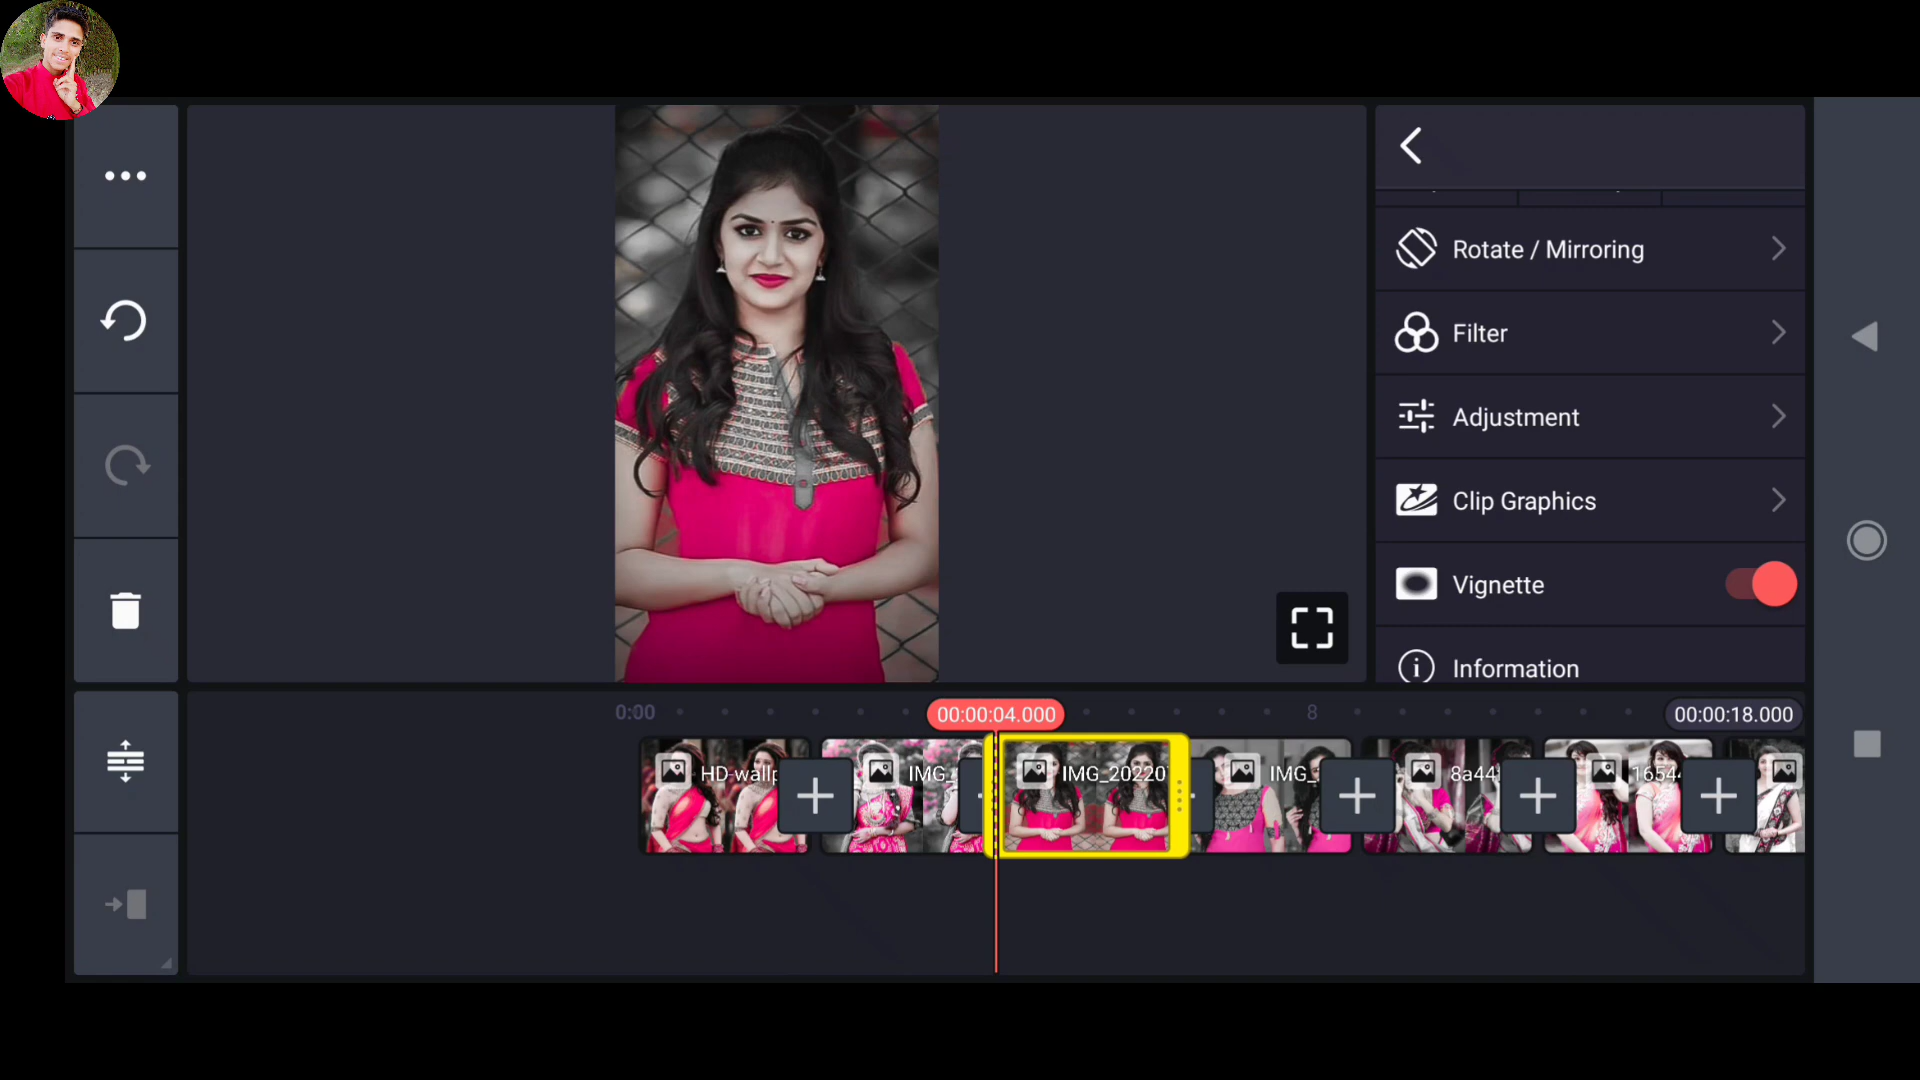 Rotate / Mirroring
Filter
Adjustment
Clip Graphics
Vignette
Information
0:00
00:00:04.000
8
00:00:18.000
HD-wallp
IMG_
IMG_20220
IMG_
8a44
1654